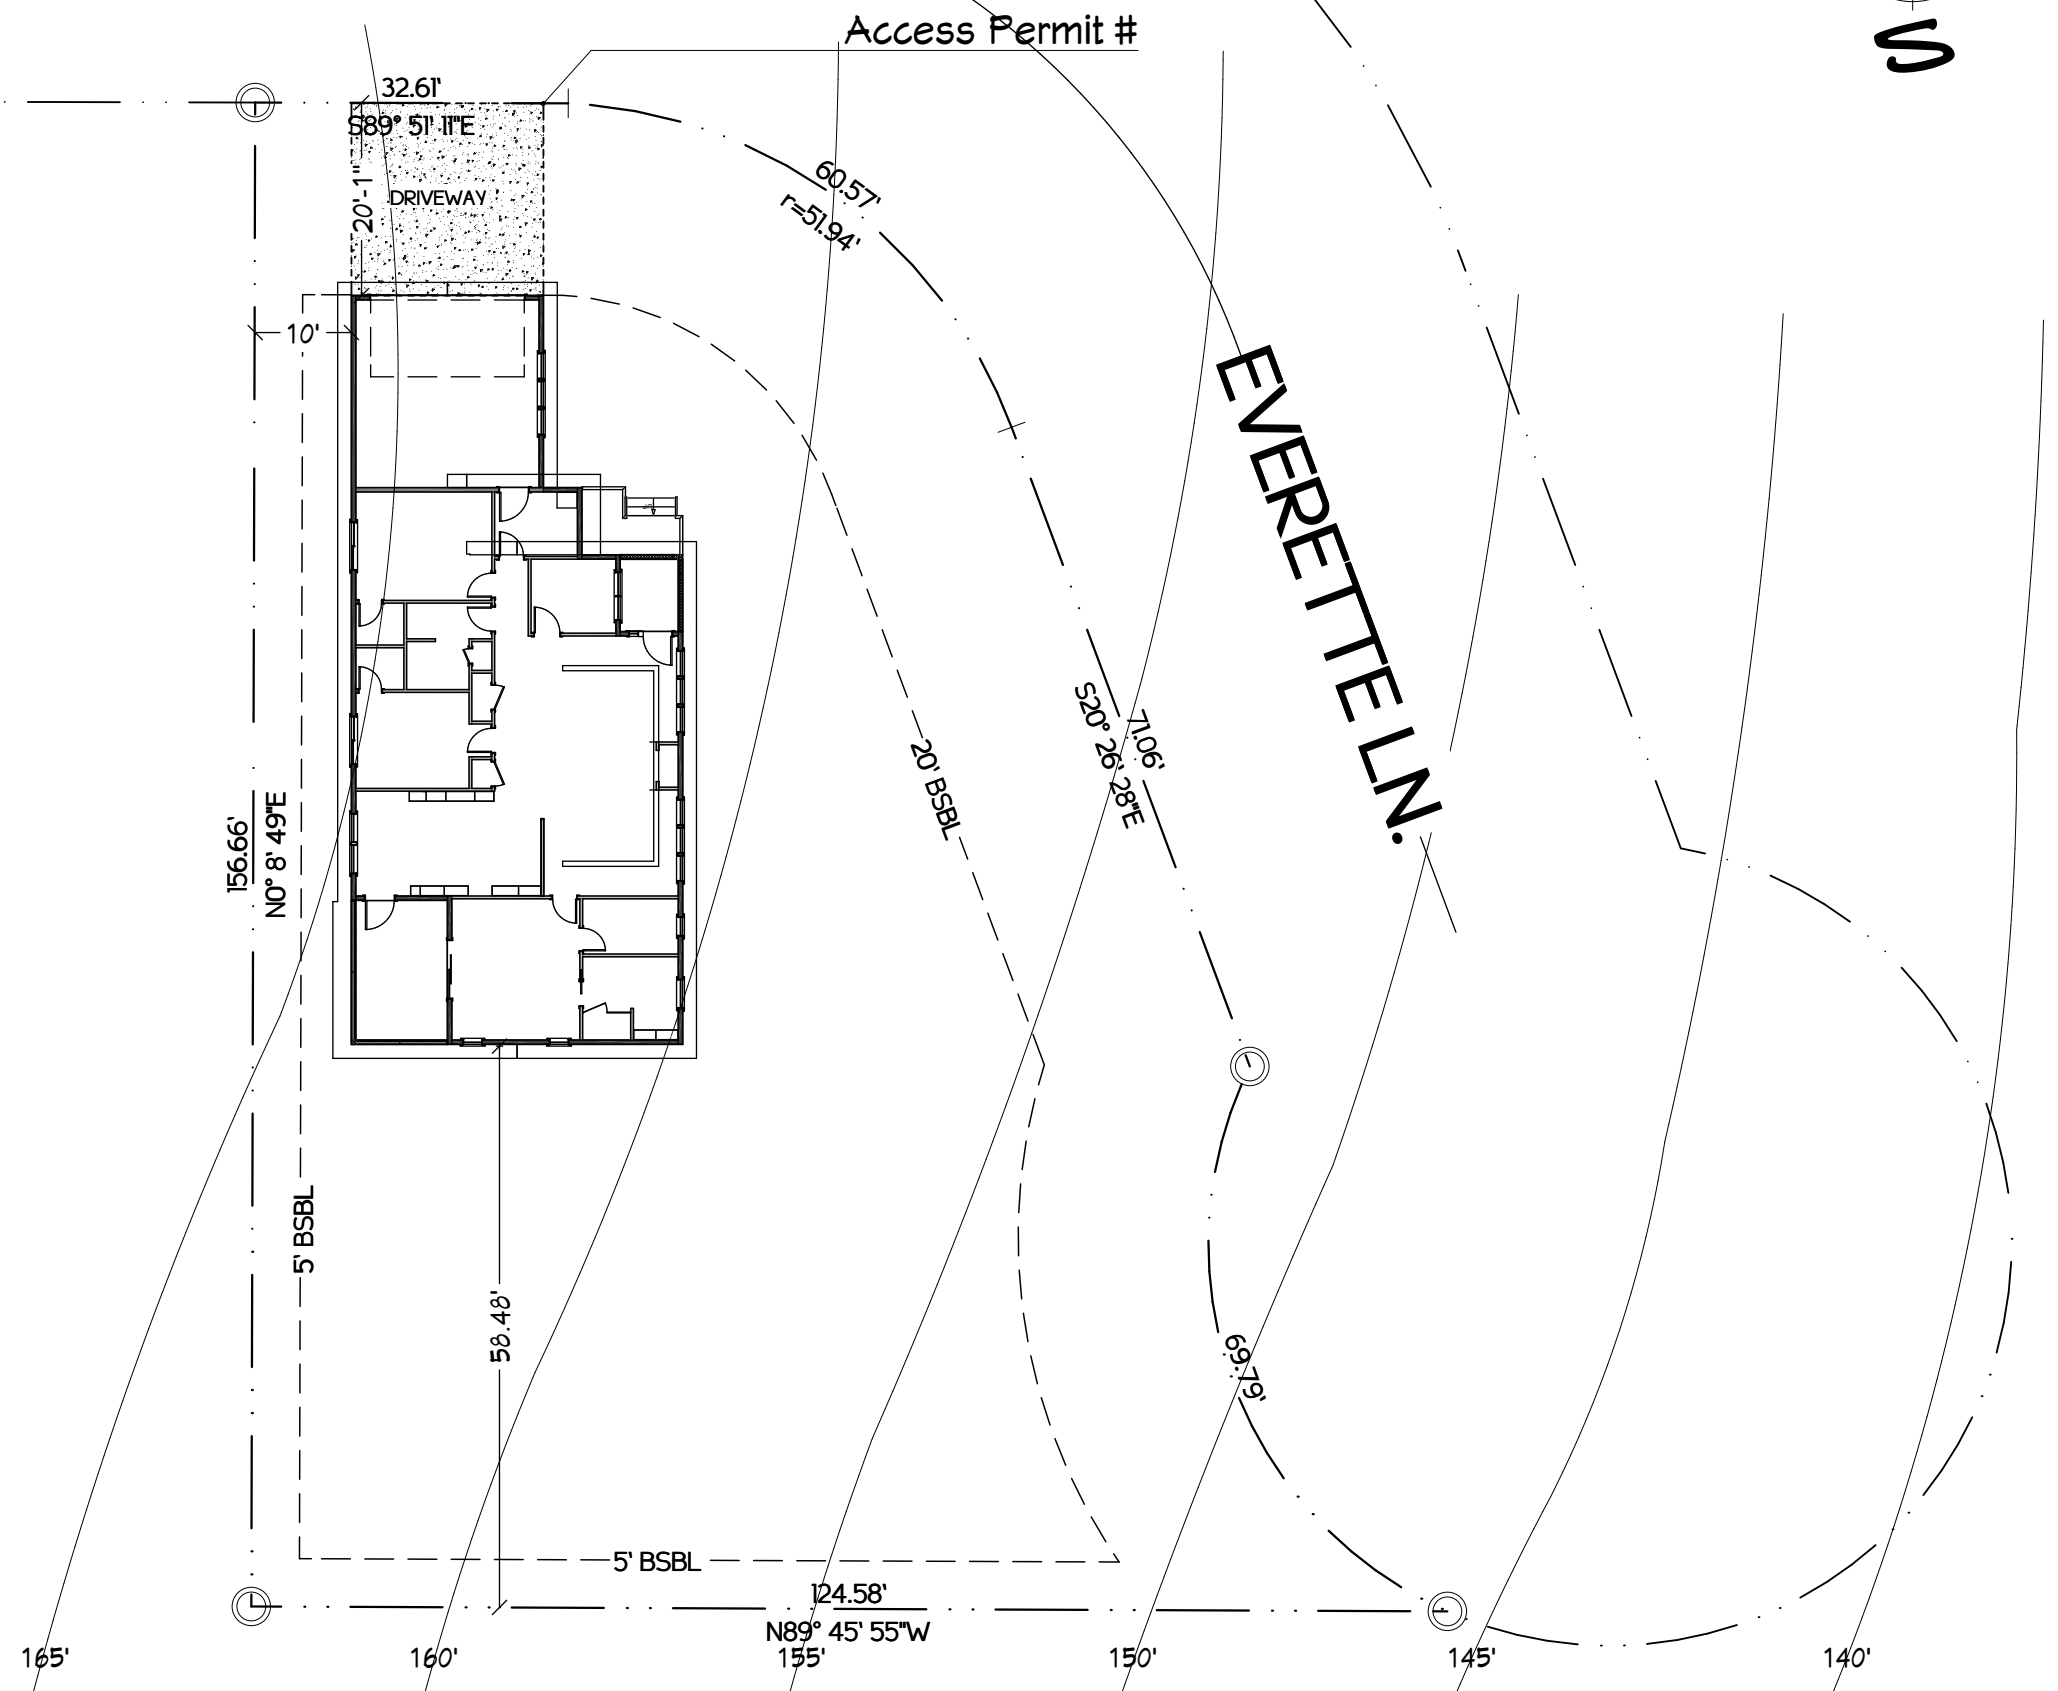 Access Permit #
S
32.61'
S89° 51' 11"E
20'-1"
DRIVEWAY
60.57'
r=51.94'
10'
EVERETTE LN.
71.06'
S20° 26' 28"E
20' BSBL
156.66'
N0° 8' 49"E
5' BSBL
58.48'
69.79'
5' BSBL
124.58'
N89° 45' 55"W
165'
160'
155'
150'
145'
140'